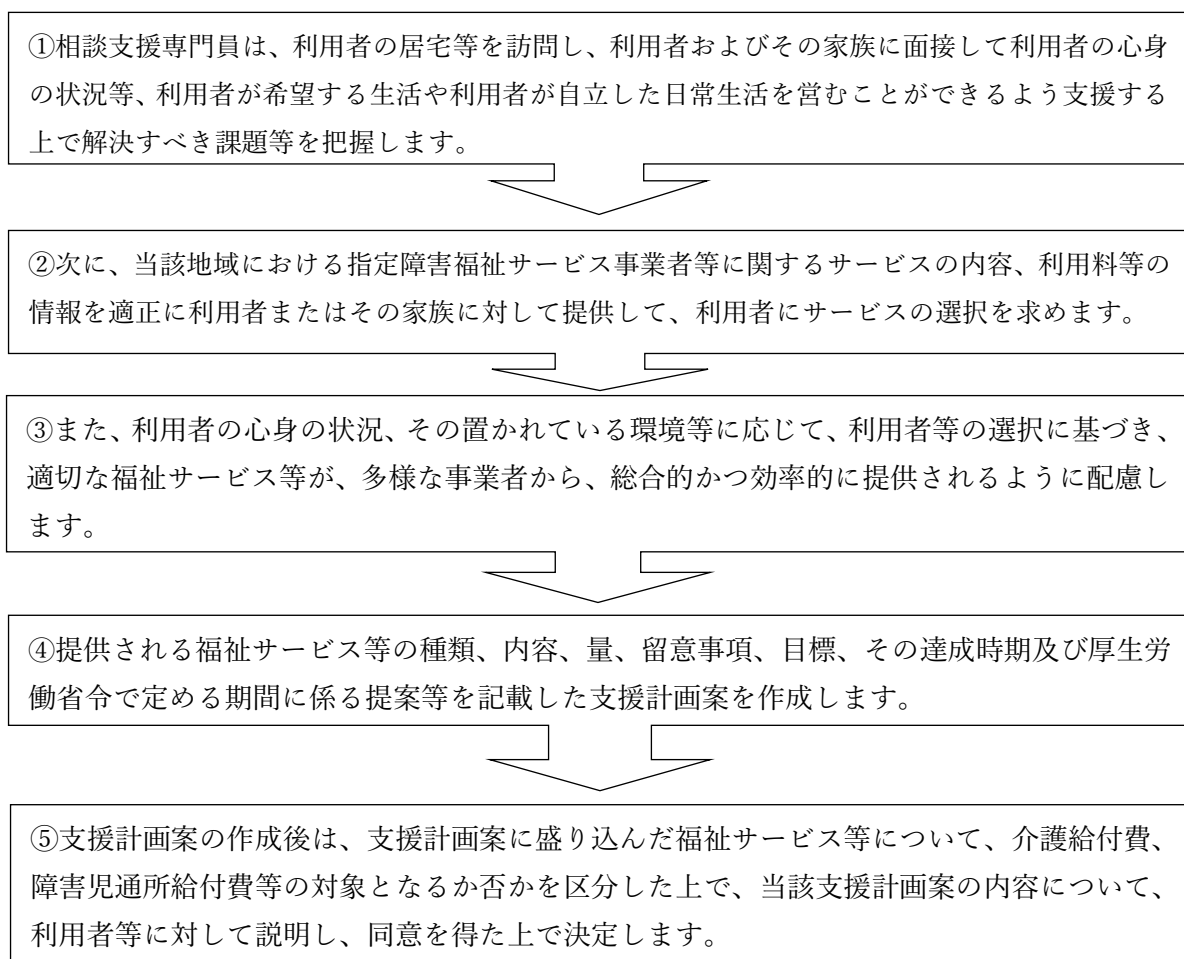 ①相談支援専門員は、利用者の居宅等を訪問し、利用者およびその家族に面接して利用者の心身
の状況等、利用者が希望する生活や利用者が自立した日常生活を営むことができるよう支援する
上で解決すべき課題等を把握します。
②次に、当該地域における指定障害福祉サービス事業者等に関するサービスの内容、利用料等の
情報を適正に利用者またはその家族に対して提供して、利用者にサービスの選択を求めます。
③また、利用者の心身の状況、その置かれている環境等に応じて、利用者等の選択に基づき、
適切な福祉サービス等が、多様な事業者から、総合的かつ効率的に提供されるように配慮し
ます。
④提供される福祉サービス等の種類、内容、量、留意事項、目標、その達成時期及び厚生労
働省令で定める期間に係る提案等を記載した支援計画案を作成します。
⑤支援計画案の作成後は、支援計画案に盛り込んだ福祉サービス等について、介護給付費、
障害児通所給付費等の対象となるか否かを区分した上で、当該支援計画案の内容について、
利用者等に対して説明し、同意を得た上で決定します。